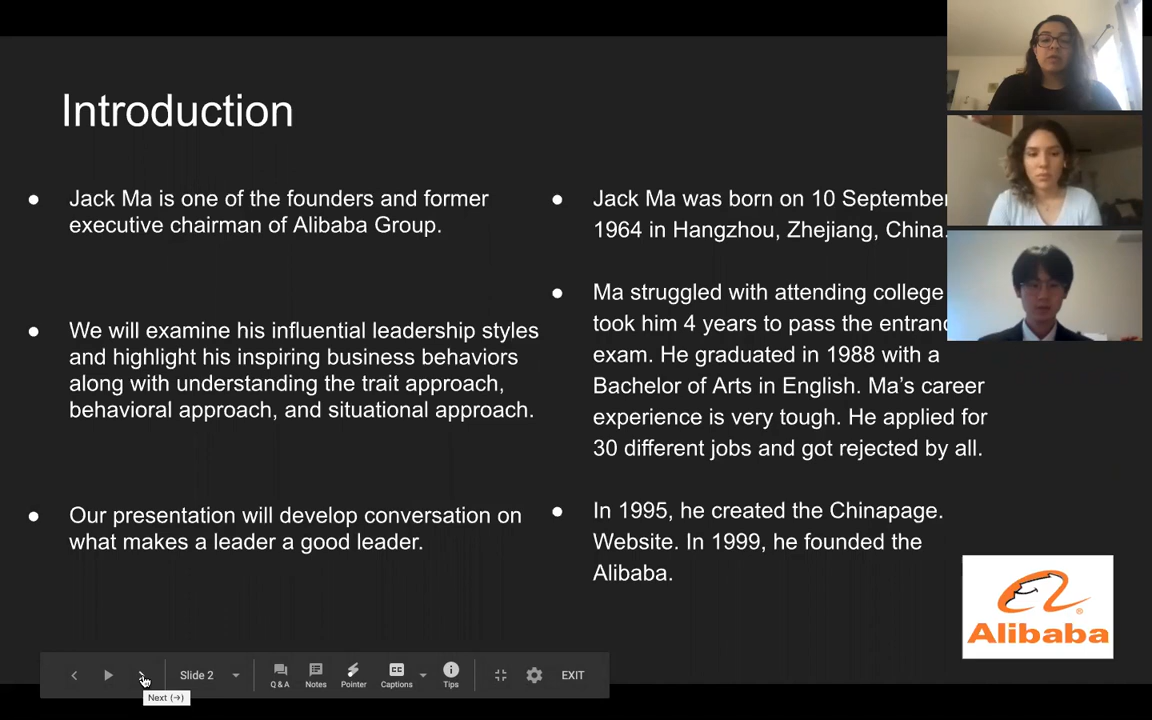 Introduction
● Jack Ma is one of the founders and former
executive chairman of Alibaba Group.
● We will examine his influential leadership styles
and highlight his inspiring business behaviors
along with understanding the trait approach,
behavioral approach, and situational approach.
● Our presentation will develop conversation on
what makes a leader a good leader.
● Jack Ma was born on 10 September
1964 in Hangzhou, Zhejiang, China.
● Ma struggled with attending college
took him 4 years to pass the
exam. He graduated in 1988 with a
Bachelor of Arts in English. Ma’s career
experience is very tough. He applied for
30 different jobs and got rejected by all.
● In 1995, he created the Chinapage.
Website. In 1999, he founded the
Alibaba.
Alibaba
®
Slide 2
Q & A
Notes
Pointer
CC
Captions
Tips
EXIT
Next (→)